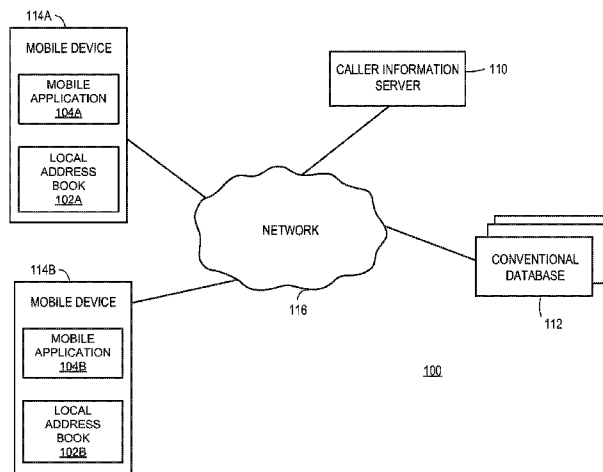 114A
MOBILE DEVICE
MOBILE
APPLICATION
104A
LOCAL
ADDRESS
BOOK
102A
CALLER INFORMATION
SERVER
110
NETWORK
116
CONVENTIONAL
DATABASE
112
114B
MOBILE DEVICE
MOBILE
APPLICATION
104B
LOCAL
ADDRESS
BOOK
102B
100